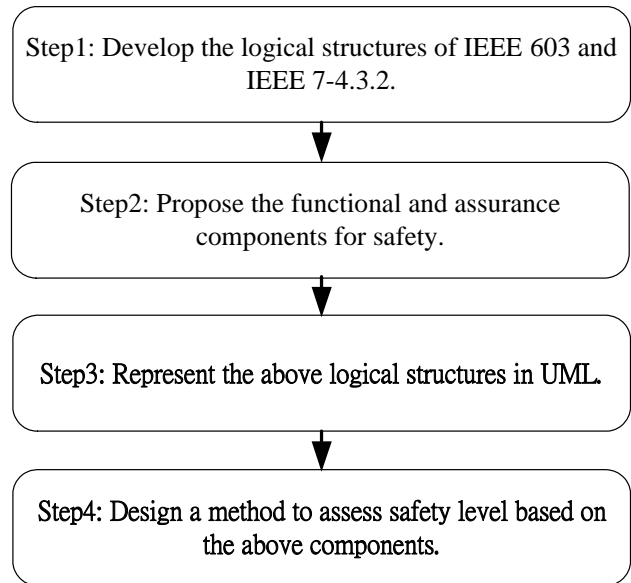 Step1: Develop the logical structures of IEEE 603 and
IEEE 7-4.3.2.
Step2: Propose the functional and assurance
components for safety.
Step3: Represent the above logical structures in UML.
Step4: Design a method to assess safety level based on
the above components.